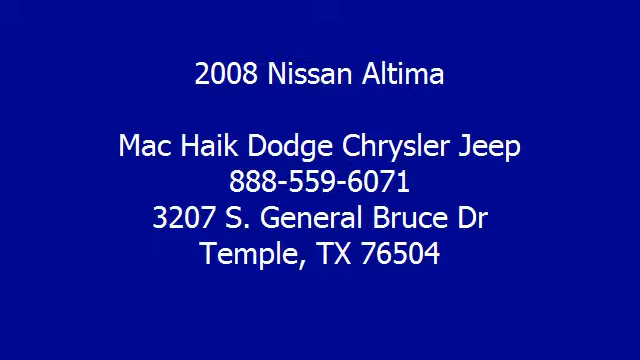 2008 Nissan Altima
Mac Haik Dodge Chrysler Jeep
888-559-6071
3207 S. General Bruce Dr
Temple, TX 76504